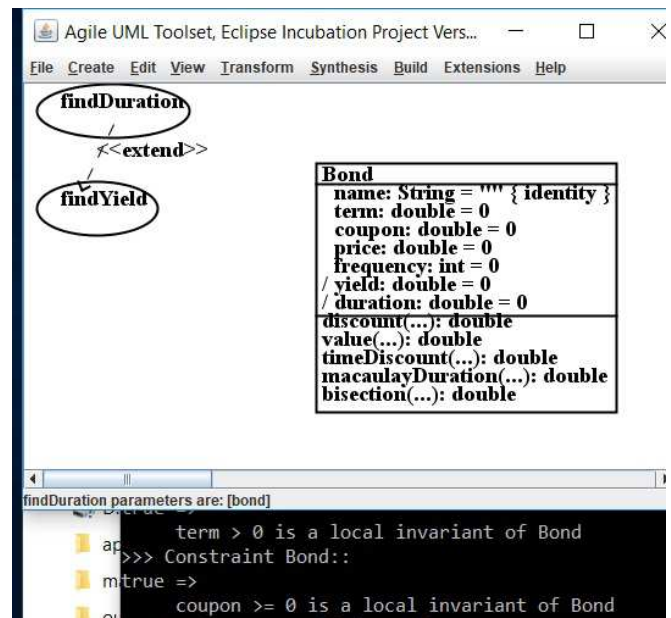 Agile UML Toolset, Eclipse Incubation Project Vers...
File Create Edit View Transform Synthesis Build Extensions Help
findDuration
<<extend>>
findYield
Bond
name: String = "" { identity }
term: double = 0
coupon: double = 0
price: double = 0
frequency: int = 0
/ yield: double = 0
/ duration: double = 0
discount(...): double
value(...): double
timeDiscount(...): double
macaulayDuration(...): double
bisection(...): double
findDuration parameters are: [bond]
true =>
term > 0 is a local invariant of Bond
ap
>>> Constraint Bond::
m
true =>
coupon >= 0 is a local invariant of Bond